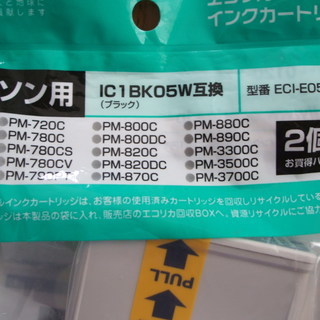 エコリカ
インクカートリッ
ソン用
IC1BK05W互換
(ブラック)
型番 ECI-E05
PM-720C
PM-780C
PM-780CS
PM-780CV
PM-800C
PM-800DC
PM-820C
PM-820DC
PM-870C
PM-880C
PM-890C
PM-3300C
PM-3500C
PM-3700C
2個
お買得パ
ルインクカートリッジは、お客様の使用済みカートリッジを回収しリサイクルしている
ッジは本製品の袋に入れ、販売店のエコリカ回収BOXへ。資源リサイクルにご協力
PULL